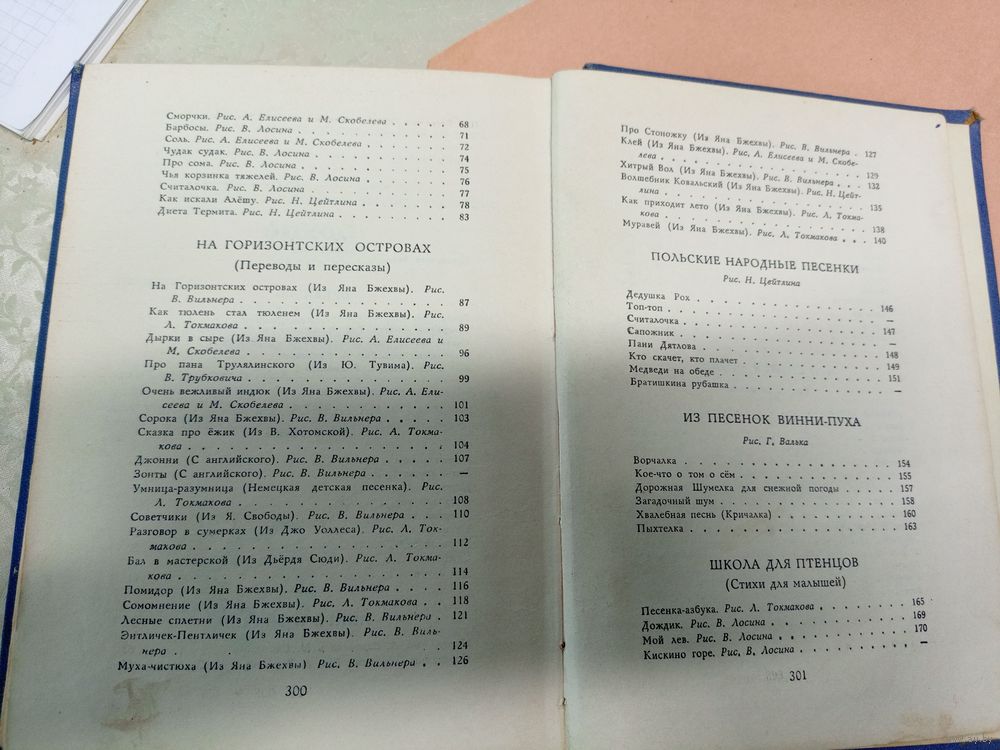 Сморчки. Рис. А. Елисеева и М. Скобелева . . . . . 68
Барбосы. Рис. В. Лосина . . . . . . . . . . 71
Соль. Рис. А. Елисеева и М. Скобелева . . . . . . 72
Чудак судак. Рис. В. Лосина . . . . . . . . . 74
Про сома. Рис. В. Лосина . . . . . . . . . . 75
Чья корзинка тяжелей. Рис. В. Лосина . . . . . . 76
Считалочка. Рис. В. Лосина . . . . . . . . . 77
Как искали Алёшу. Рис. Н. Цейтлина . . . . . . . 78
Диета Термита. Рис. Н. Цейтлина . . . . . . . . 83
НА ГОРИЗОНТСКИХ ОСТРОВАХ
(Переводы и пересказы)
На Горизонтских островах (Из Яна Бжехвы). Рис.
В. Вильнера . . . . . . . . . . . . . 87
Как тюлень стал тюленем (Из Яна Бжехвы). Рис.
Л. Токмакова . . . . . . . . . . . . . 89
Дырки в сыре (Из Яна Бжехвы). Рис. А. Елисеева и
М. Скобелева . . . . . . . . . . . . . 96
Про пана Трулялинского (Из Ю. Тувима). Рис.
В. Трубковича . . . . . . . . . . . . . 99
Очень вежливый индюк (Из Яна Бжехвы). Рис. А. Ели-
сеева и М. Скобелева . . . . . . . . . . 101
Сорока (Из Яна Бжехвы). Рис. В. Вильнера . . . . . 103
Сказка про ёжик (Из В. Хотомской). Рис. А. Токма-
кова . . . . . . . . . . . . . . . . 104
Джонни (С английского). Рис. В. Вильнера . . . . . 107
Зонты (С английского). Рис. В. Вильнера . . . . . . —
Умница-разумница (Немецкая детская песенка). Рис.
Л. Токмакова . . . . . . . . . . . . . 108
Советчики (Из Я. Свободы). Рис. В. Вильнера . . . . 110
Разговор в сумерках (Из Джо Уоллеса). Рис. Л. Ток-
макова . . . . . . . . . . . . . . . 112
Бал в мастерской (Из Дьёрдя Сюди). Рис. Л. Токма-
кова . . . . . . . . . . . . . . . . 114
Помидор (Из Яна Бжехвы). Рис. В. Вильнера . . . . . 116
Сомомнение (Из Яна Бжехвы). Рис. Л. Токмакова . . . 118
Лесные сплетни (Из Яна Бжехвы). Рис. В. Вильнера . . 121
Энтличек-Пентличек (Из Яна Бжехвы). Рис. В. Виль-
нера . . . 124
Муха-чистюха (Из Яна Бжехвы) Рис. В. Вильнера . . 126
300
Про Стоножку (Из Яна Бжехвы). Рис. В. Вильнера . 127
Клей (Из Яна Бжехвы). Рис. А. Елисеева и М. Скобе-
лева . . . . . . . . . . . . . . . . 129
Хитрый Вол (Из Яна Бжехвы). Рис. В. Вильнера . . . 132
Волшебник Ковальский (Из Яна Бжехвы). Рис. Н. Цейт-
лина . . . . . . . . . . . . . . . . 135
Как приходит лето (Из Яна Бжехвы). Рис. Л. Токма-
кова . . . . . . . . . . . . . . . . 138
Муравей (Из Яна Бжехвы). Рис. Л. Токмакова . . . 140
ПОЛЬСКИЕ НАРОДНЫЕ ПЕСЕНКИ
Рис. Н. Цейтлина
Дедушка Рох . . . . . . . . . . . . . . 146
Топ-топ . . . . . . . . . . . . . . . . —
Считалочка . . . . . . . . . . . . . . . —
Сапожник . . . . . . . . . . . . . . . 147
Пани Дятлова . . . . . . . . . . . . . . —
Кто скачет, кто плачет . . . . . . . . . . . 148
Медведи на обеде . . . . . . . . . . . . . 149
Братишкина рубашка . . . . . . . . . . . . 151
ИЗ ПЕСЕНОК ВИННИ-ПУХА
Рис. Г. Валька
Ворчалка . . . . . . . . . . . . . . . 154
Кое-что о том о сём . . . . . . . . . . . . 155
Дорожная Шумелка для снежной погоды . . . . . . 157
Загадочный шум . . . . . . . . . . . . . 158
Хвалебная песнь (Кричалка) . . . . . . . . . 160
Пыхтелка . . . . . . . . . . . . . . . 163
ШКОЛА ДЛЯ ПТЕНЦОВ
(Стихи для малышей)
Песенка-азбука. Рис. Л. Токмакова . . . . . . . . 165
Дождик. Рис. В. Лосина . . . . . . . . . . 169
Мой лев. Рис. В. Лосина . . . . . . . . . . 170
Кискино горе. Рис. В. Лосина . . . . . . . . . —
301